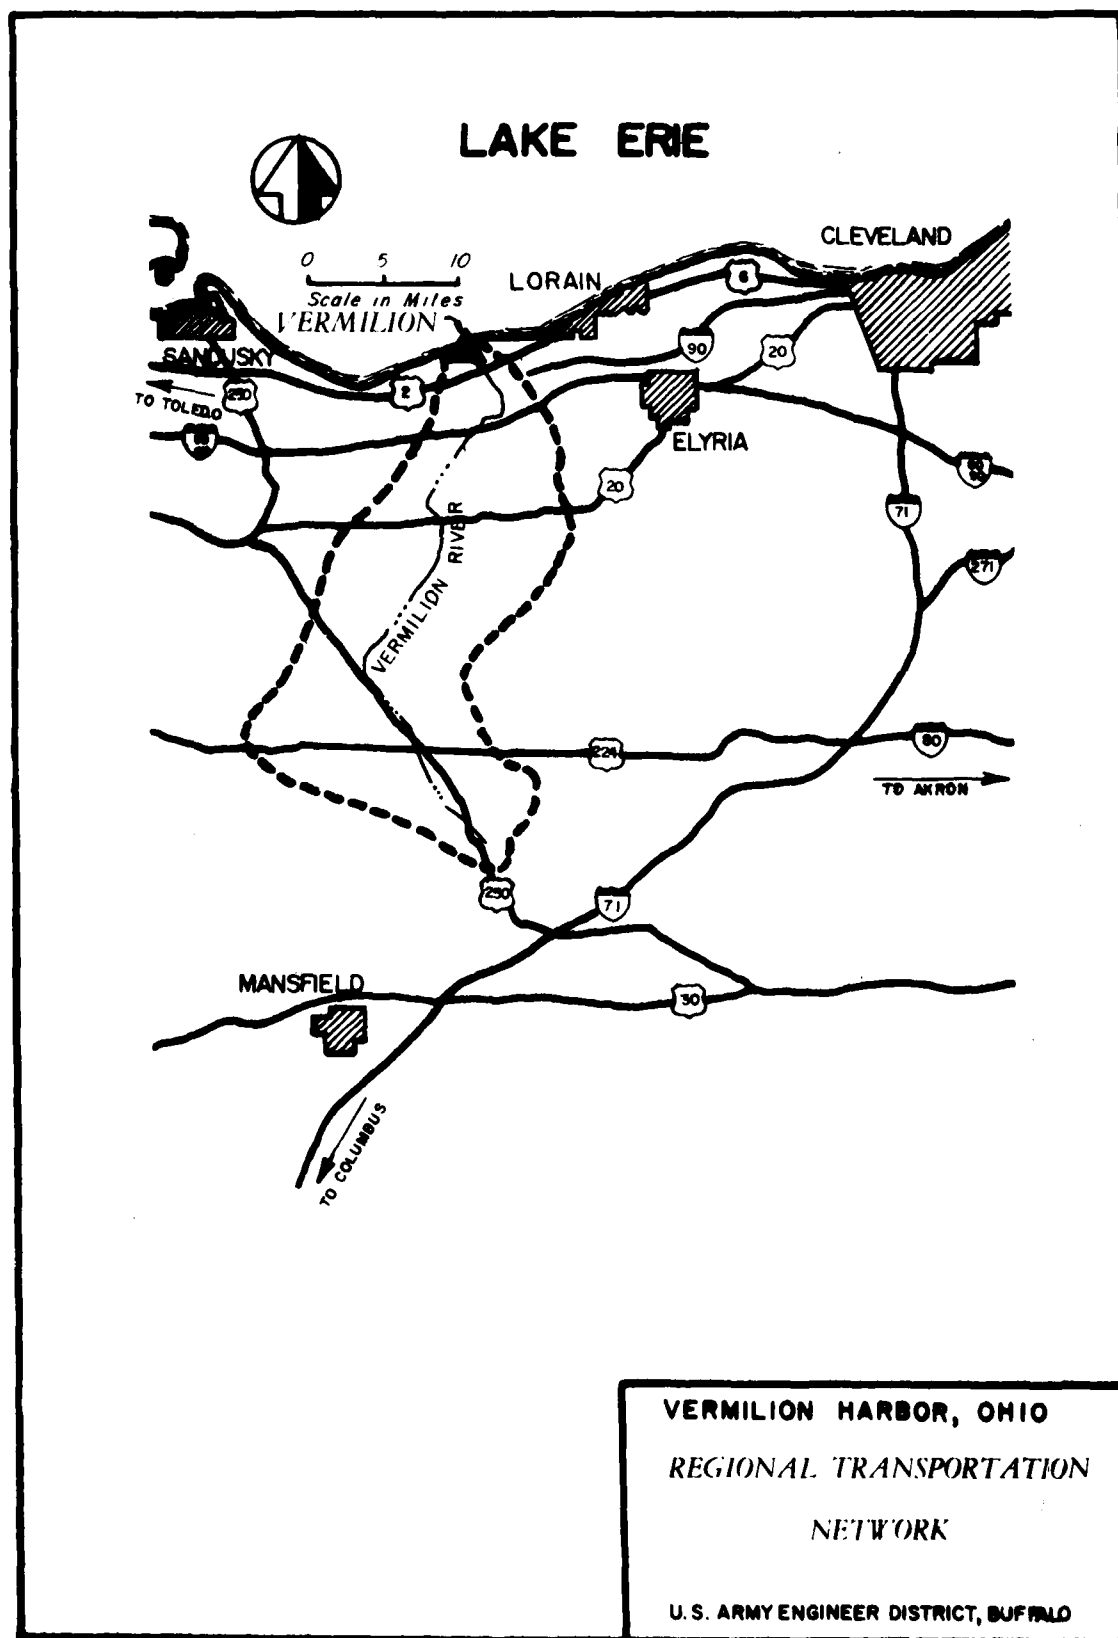 LAKE ERIE
CLEVELAND
0 5 10
Scale in Miles
LORAIN
6
VERMILION
SANDUSKY
90
20
2
TO TOLEDO
250
ELYRIA
20
71
VERMILION RIVER
271
224
80
TO AKRON
250
71
MANSFIELD
30
TO COLUMBUS
VERMILION HARBOR, OHIO
REGIONAL TRANSPORTATION
NETWORK
U.S. ARMY ENGINEER DISTRICT, BUFFALO